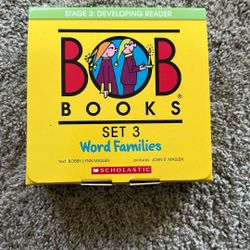 STAGE 3: DEVELOPING READER
BOB
BOOKS®
SET 3
Word Families
text BOBBY LYNN MASLEN pictures JOHN R. MASLEN
SCHOLASTIC